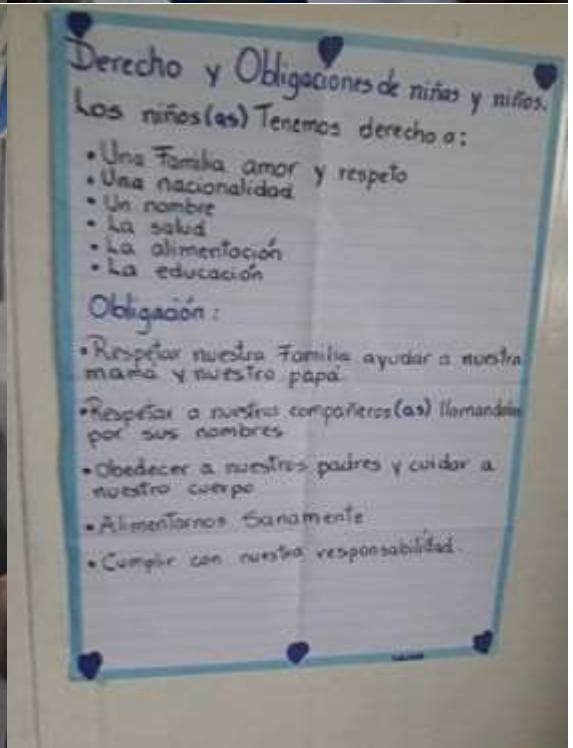 Derecho y Obligaciones de niñas y niños.
Los niños(as) Tenemos derecho a:
• Una Familia amor y respeto
• Una nacionalidad
• Un nombre
• La salud
• La alimentación
• La educación
Obligación:
• Respetar nuestra Familia ayudar a nuestra
mamá y nuestro papá.
• Respetar a nuestros compañeros(as) llamandolos
por sus nombres
• Obedecer a nuestros padres y cuidar a
nuestro cuerpo
• Alimentarnos Sanamente
• Cumplir con nuestra responsabilidad.